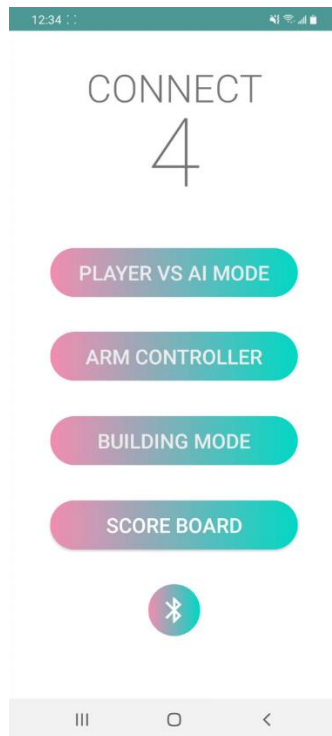 12:34
CONNECT
4
PLAYER VS AI MODE
ARM CONTROLLER
BUILDING MODE
SCORE BOARD